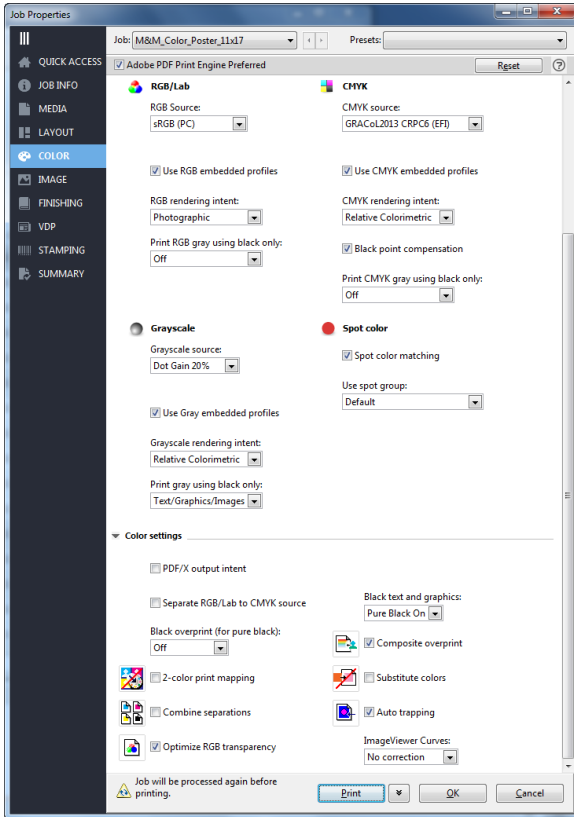 Job Properties
Job: M&M_Color_Poster_11x17 Presets:
QUICK ACCESS
JOB INFO
MEDIA
LAYOUT
COLOR
IMAGE
FINISHING
VDP
STAMPING
SUMMARY
Adobe PDF Print Engine Preferred Reset ?
RGB/Lab CMYK
RGB Source: CMYK source:
sRGB (PC) GRACoL2013 CRPC6 (EFI)
Use RGB embedded profiles Use CMYK embedded profiles
RGB rendering intent: CMYK rendering intent:
Photographic Relative Colorimetric
Print RGB gray using black only: Black point compensation
Off
Print CMYK gray using black only:
Off
Grayscale Spot color
Grayscale source: Spot color matching
Dot Gain 20%
Use spot group:
Default
Use Gray embedded profiles
Grayscale rendering intent:
Relative Colorimetric
Print gray using black only:
Text/Graphics/Images
Color settings
PDF/X output intent
Black text and graphics:
Separate RGB/Lab to CMYK source Pure Black On
Black overprint (for pure black):
Off Composite overprint
2-color print mapping Substitute colors
Combine separations Auto trapping
Optimize RGB transparency ImageViewer Curves:
No correction
Job will be processed again before
printing.
Print OK Cancel